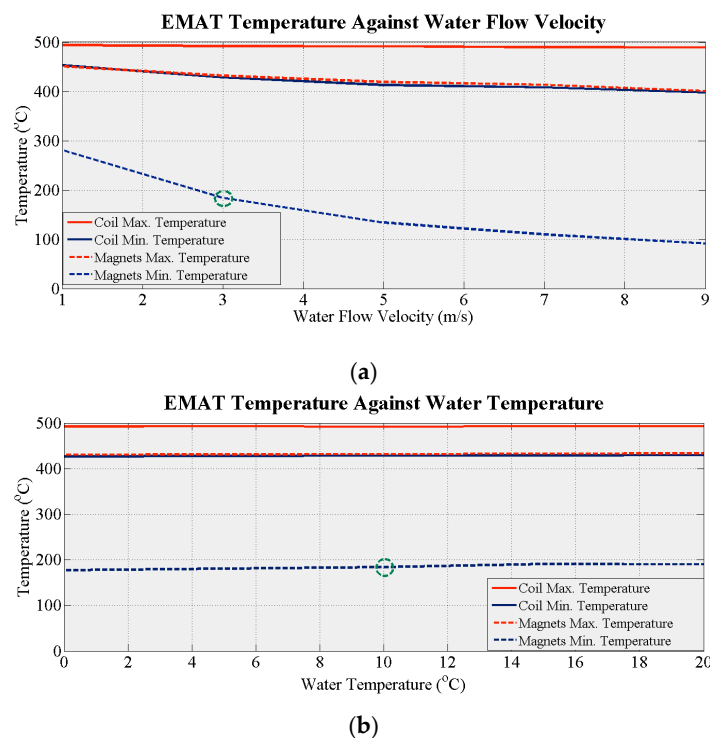 EMAT Temperature Against Water Flow Velocity
500
400
300
200
100
0
Temperature (°C)
Coil Max. Temperature
Coil Min. Temperature
Magnets Max. Temperature
Magnets Min. Temperature
1 2 3 4 5 6 7 8 9
Water Flow Velocity (m/s)
(a)
EMAT Temperature Against Water Temperature
500
400
300
200
100
0
Temperature (°C)
Coil Max. Temperature
Coil Min. Temperature
Magnets Max. Temperature
Magnets Min. Temperature
0 2 4 6 8 10 12 14 16 18 20
Water Temperature (°C)
(b)